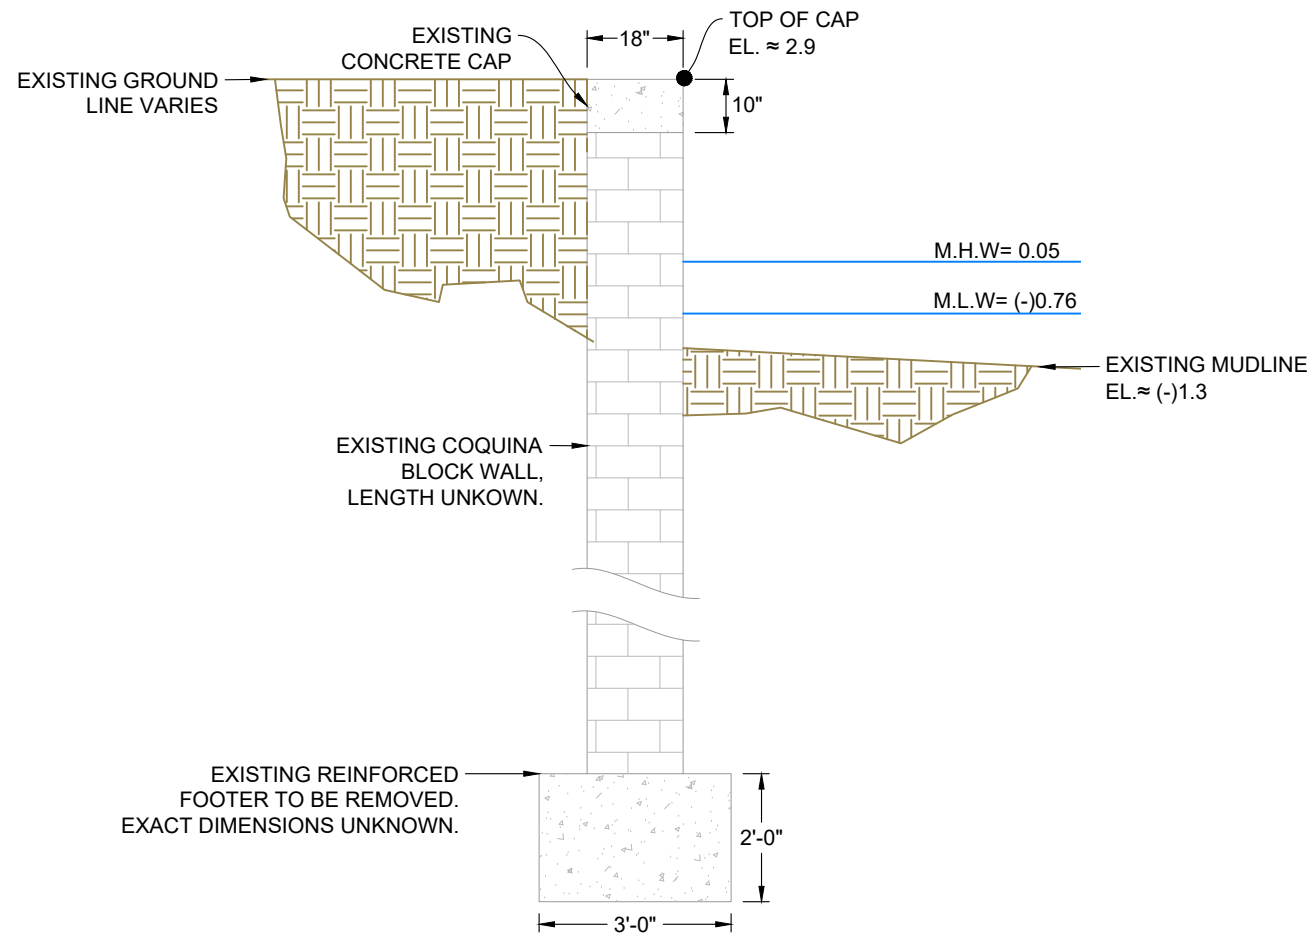 TOP OF CAP
EL. ≈ 2.9
EXISTING
CONCRETE CAP
18"
EXISTING GROUND
LINE VARIES
10"
M.H.W= 0.05
M.L.W= (-)0.76
EXISTING MUDLINE
EL.≈ (-)1.3
EXISTING COQUINA
BLOCK WALL,
LENGTH UNKOWN.
EXISTING REINFORCED
FOOTER TO BE REMOVED.
EXACT DIMENSIONS UNKNOWN.
2'-0"
3'-0"